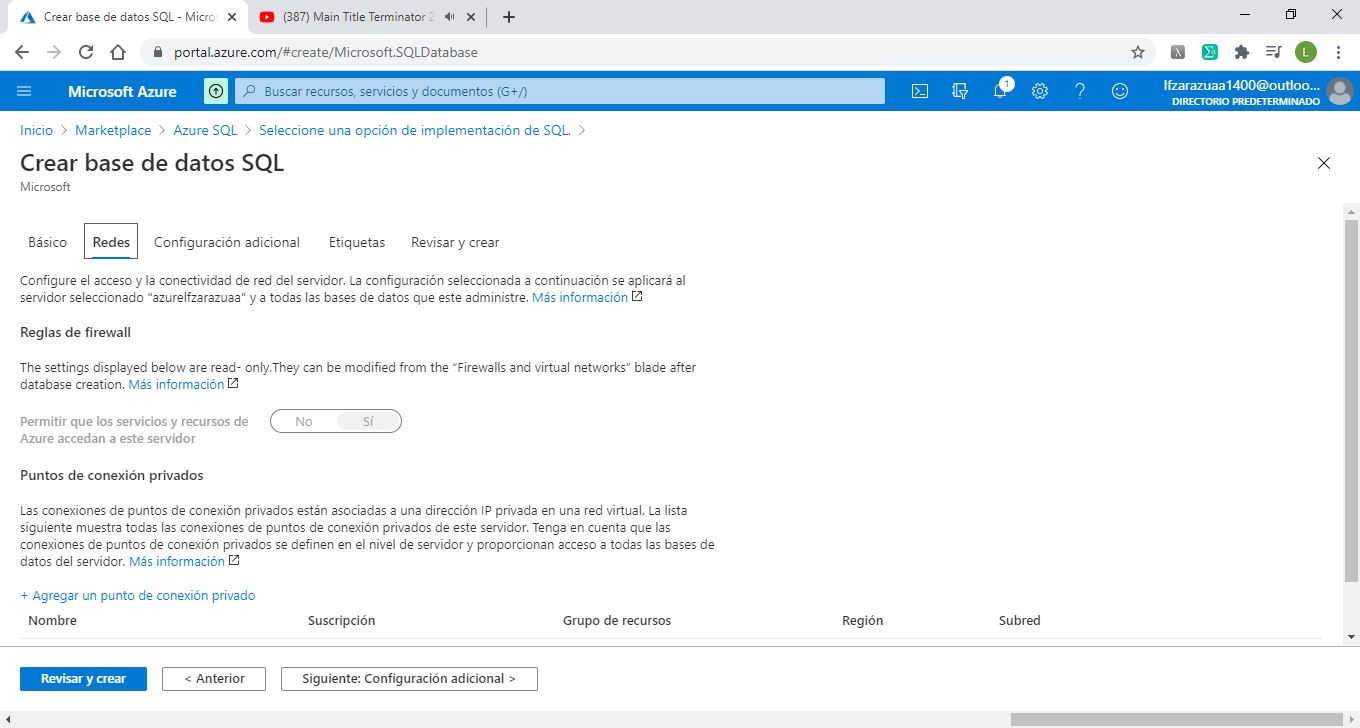 Crear base de datos SQL - Micros
(387) Main Title Terminator 2
portal.azure.com/#create/Microsoft.SQLDatabase
L
Microsoft Azure
Buscar recursos, servicios y documentos (G+/)
1
lfzarazuaa1400@outloo...
DIRECTORIO PREDETERMINADO
Inicio > Marketplace > Azure SQL > Seleccione una opción de implementación de SQL. >
Crear base de datos SQL
Microsoft
Básico Redes Configuración adicional Etiquetas Revisar y crear
Configure el acceso y la conectividad de red del servidor. La configuración seleccionada a continuación se aplicará al
servidor seleccionado "azurelfzarazuaa" y a todas las bases de datos que este administre. Más información
Reglas de firewall
The settings displayed below are read- only.They can be modified from the “Firewalls and virtual networks” blade after
database creation. Más información
Permitir que los servicios y recursos de
Azure accedan a este servidor
No Sí
Puntos de conexión privados
Las conexiones de puntos de conexión privados están asociadas a una dirección IP privada en una red virtual. La lista
siguiente muestra todas las conexiones de puntos de conexión privados de este servidor. Tenga en cuenta que las
conexiones de puntos de conexión privados se definen en el nivel de servidor y proporcionan acceso a todas las bases de
datos del servidor. Más información
+ Agregar un punto de conexión privado
Nombre Suscripción Grupo de recursos Región Subred
Revisar y crear < Anterior Siguiente: Configuración adicional >